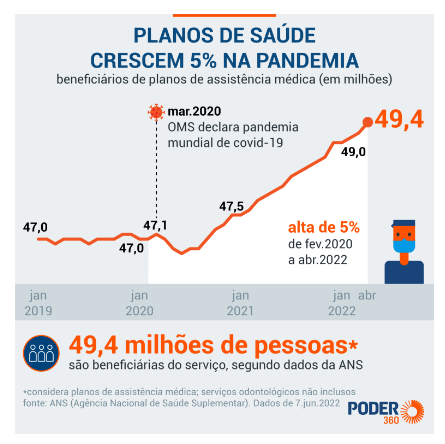 PLANOS DE SAÚDE
CRESCEM 5% NA PANDEMIA
beneficiários de planos de assistência médica (em milhões)
mar.2020
OMS declara pandemia
mundial de covid-19
49,4
49,0
47,5
47,0
47,1
47,0
alta de 5%
de fev.2020
a abr.2022
jan
2019
jan
2020
jan
2021
jan abr
2022
49,4 milhões de pessoas*
são beneficiárias do serviço, segundo dados da ANS
*considera planos de assistência médica; serviços odontológicos não inclusos
fonte: ANS (Agência Nacional de Saúde Suplementar). Dados de 7.jun.2022
PODER
360